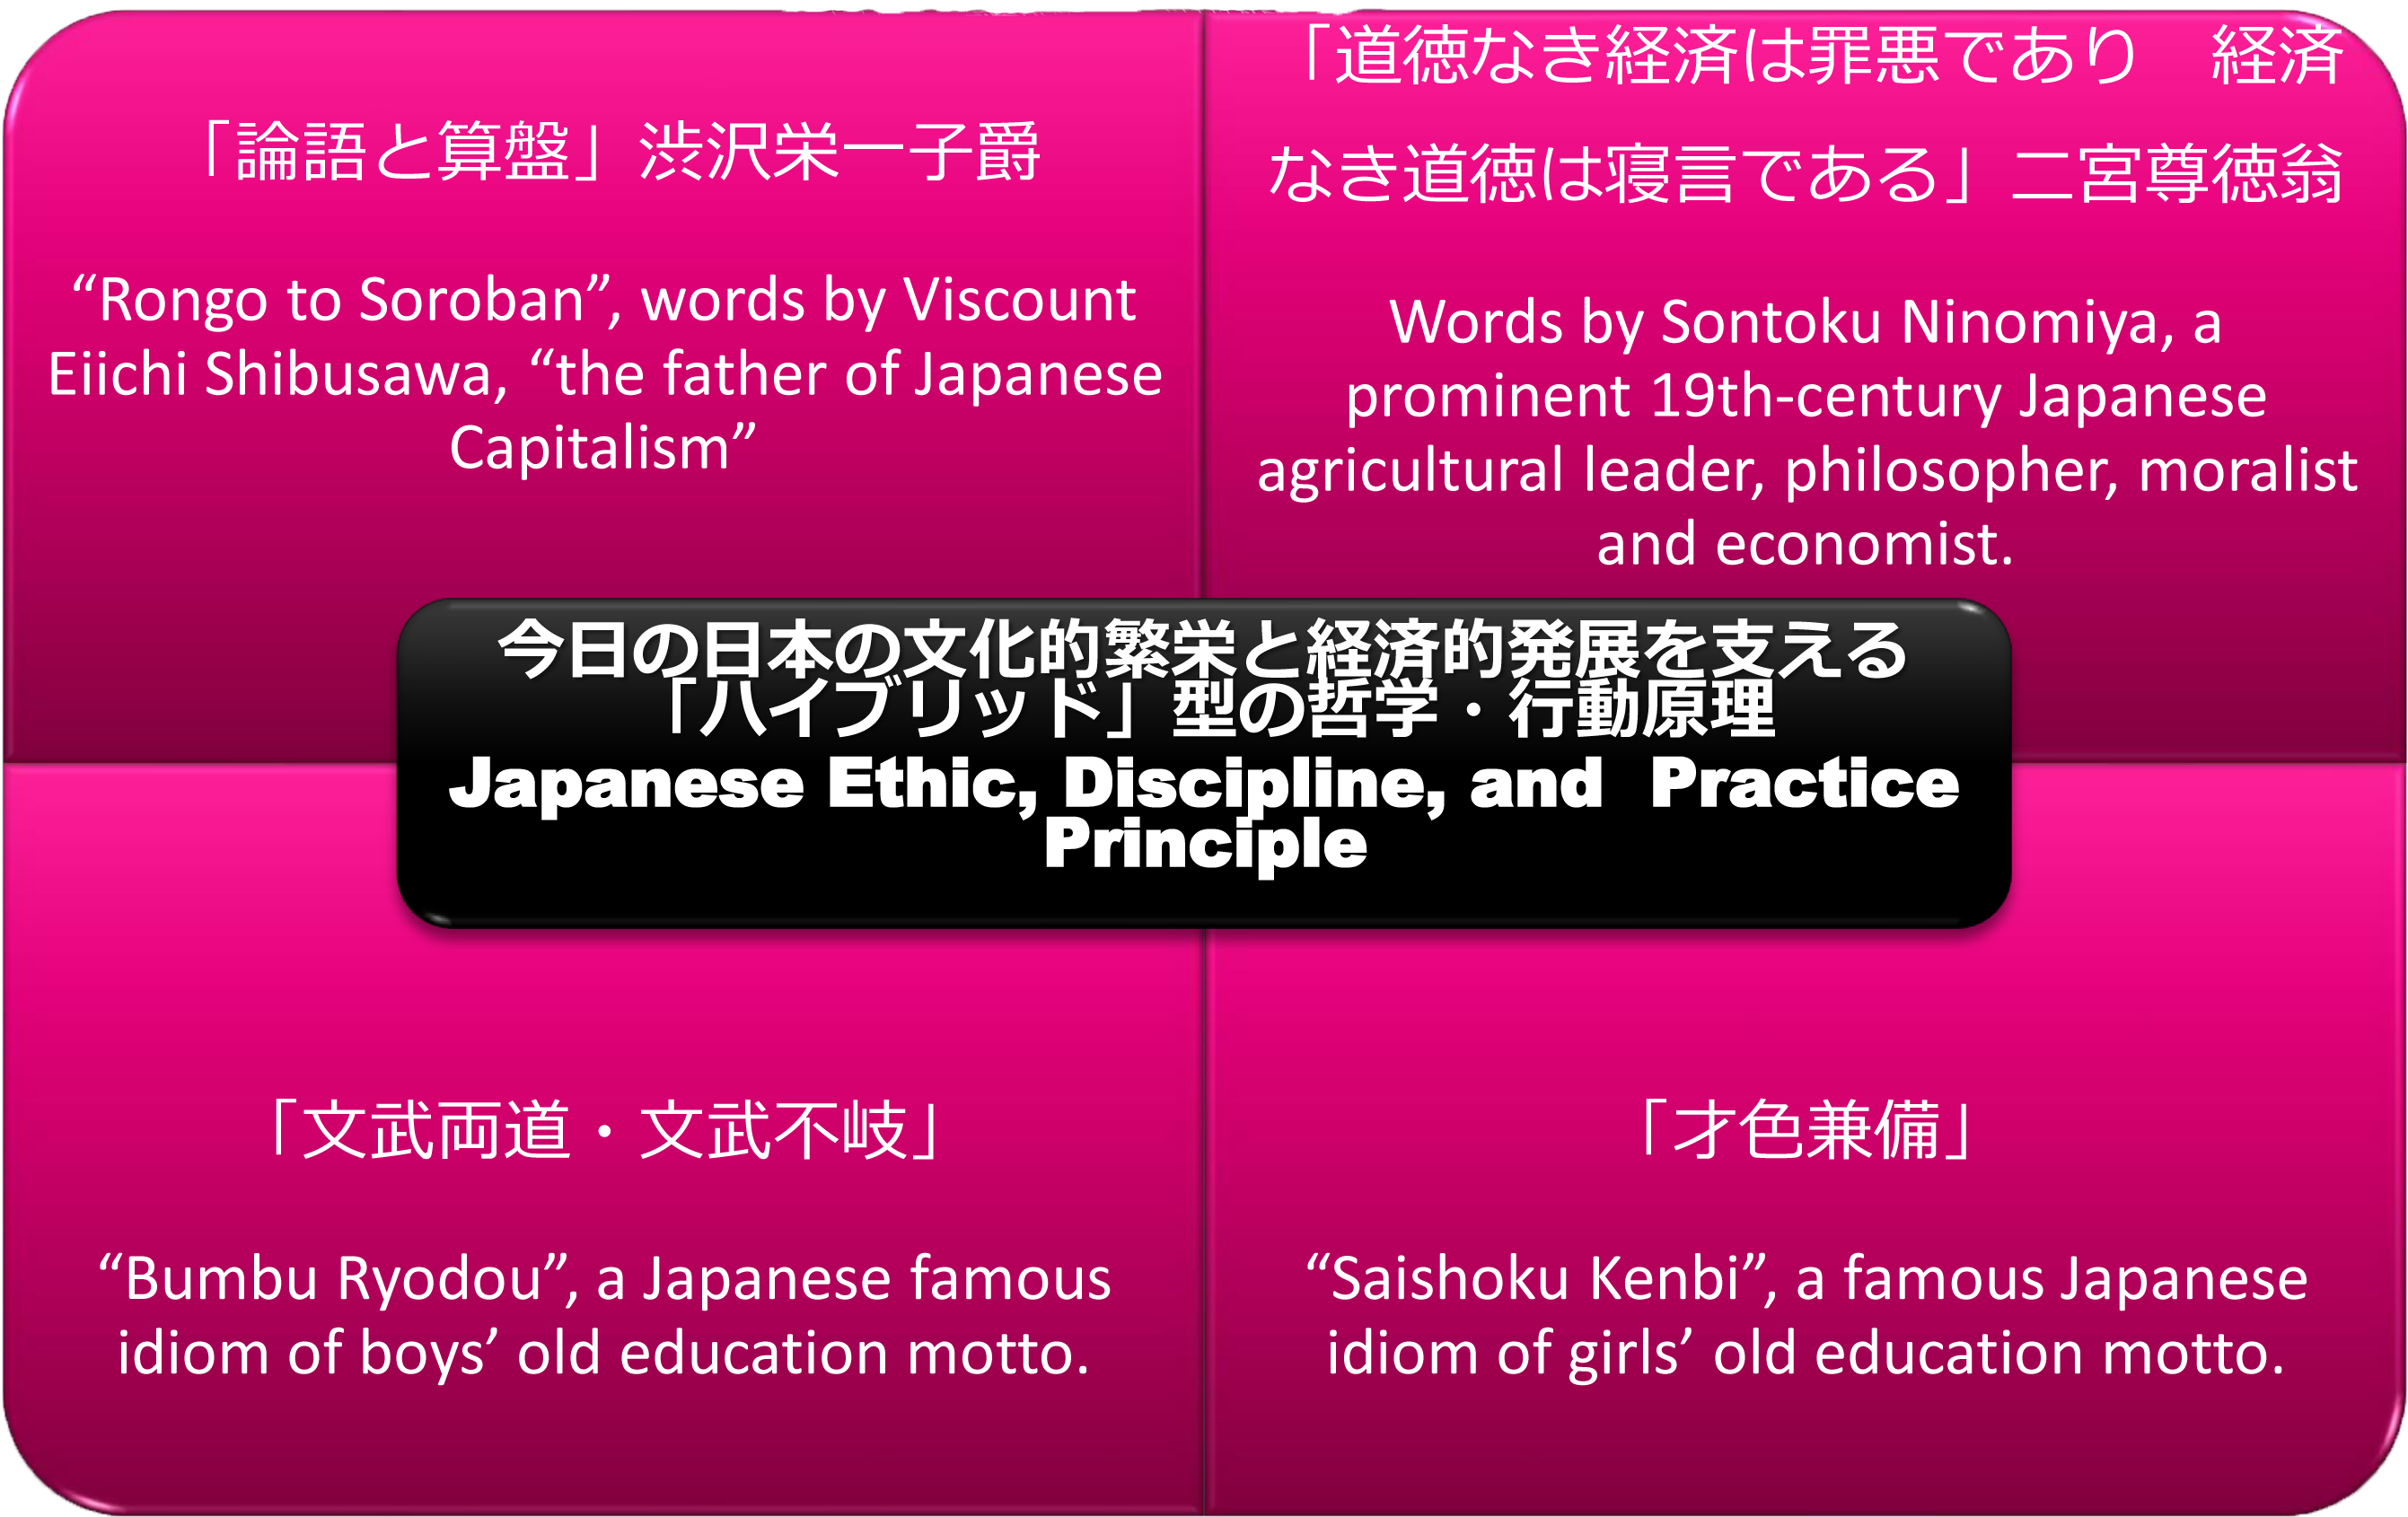 「論語と算盤」渋沢栄一子爵
“Rongo to Soroban”, words by Viscount
Eiichi Shibusawa, “the father of Japanese
Capitalism”
「道徳なき経済は罪悪であり　経済
なき道徳は寝言である」二宮尊徳翁
Words by Sontoku Ninomiya, a
prominent 19th-century Japanese
agricultural leader, philosopher, moralist
and economist.
今日の日本の文化的繁栄と経済的発展を支える
「ハイブリッド」型の哲学・行動原理
Japanese Ethic, Discipline, and  Practice
Principle
「文武両道・文武不岐」
“Bumbu Ryodou”, a Japanese famous
idiom of boys’ old education motto.
「才色兼備」
“Saishoku Kenbi”, a famous Japanese
idiom of girls’ old education motto.